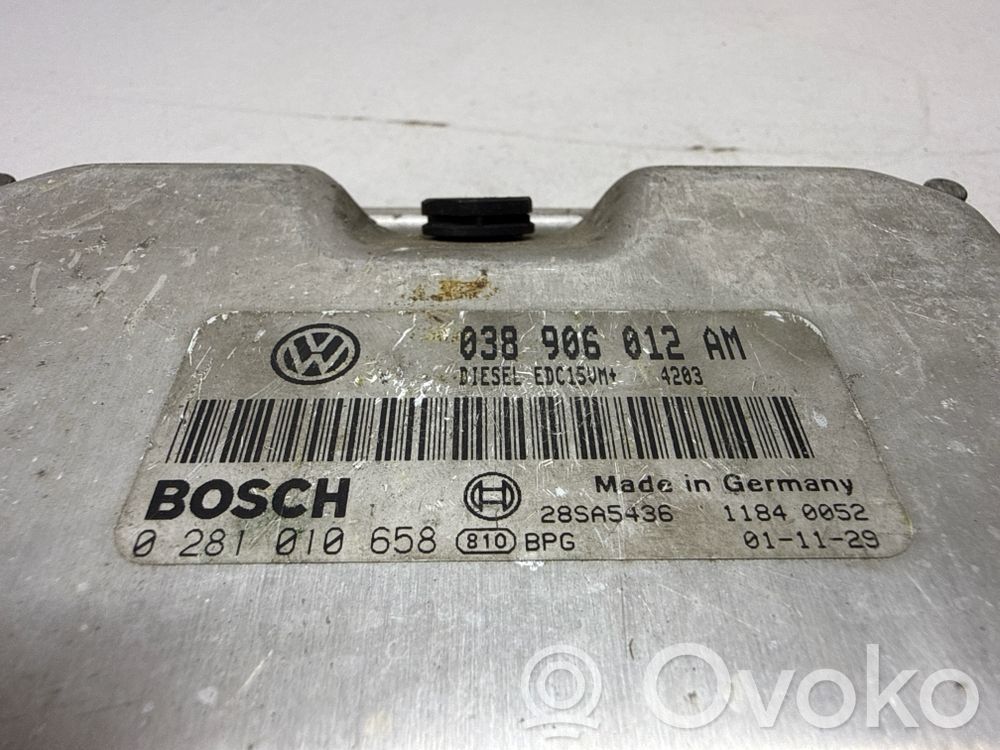 038 906 012 AM
DIESEL EDC15VM+ 4203
BOSCH
Made in Germany
28SA5436 1184 0052
0 281 010 658 810 BPG 01-11-29
© Ovoko